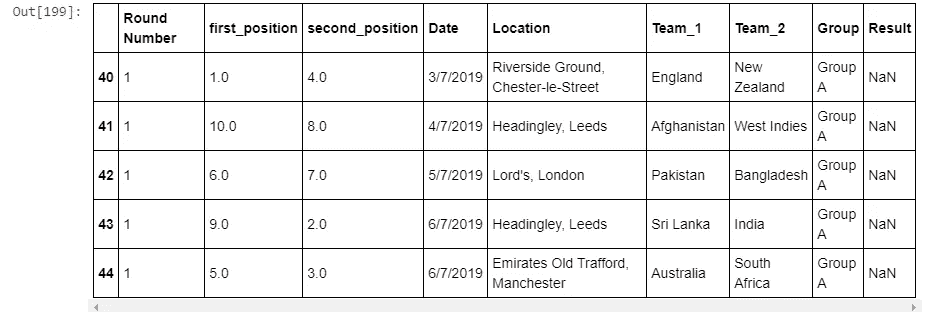 Out[199]:
Round Number first_position second_position Date Location Team_1 Team_2 Group Result
40 1 1.0 4.0 3/7/2019 Riverside Ground, Chester-le-Street England New Zealand Group A NaN
41 1 10.0 8.0 4/7/2019 Headingley, Leeds Afghanistan West Indies Group A NaN
42 1 6.0 7.0 5/7/2019 Lord's, London Pakistan Bangladesh Group A NaN
43 1 9.0 2.0 6/7/2019 Headingley, Leeds Sri Lanka India Group A NaN
44 1 5.0 3.0 6/7/2019 Emirates Old Trafford, Manchester Australia South Africa Group A NaN